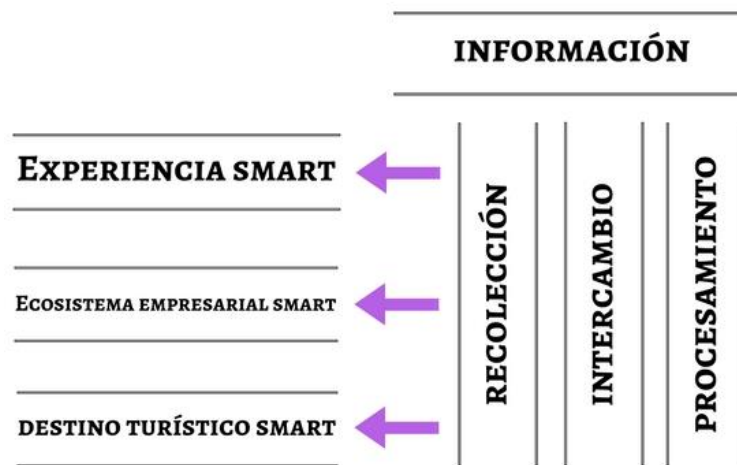 INFORMACIÓN
EXPERIENCIA SMART
ECOSISTEMA EMPRESARIAL SMART
DESTINO TURÍSTICO SMART
RECOLECCIÓN
INTERCAMBIO
PROCESAMIENTO